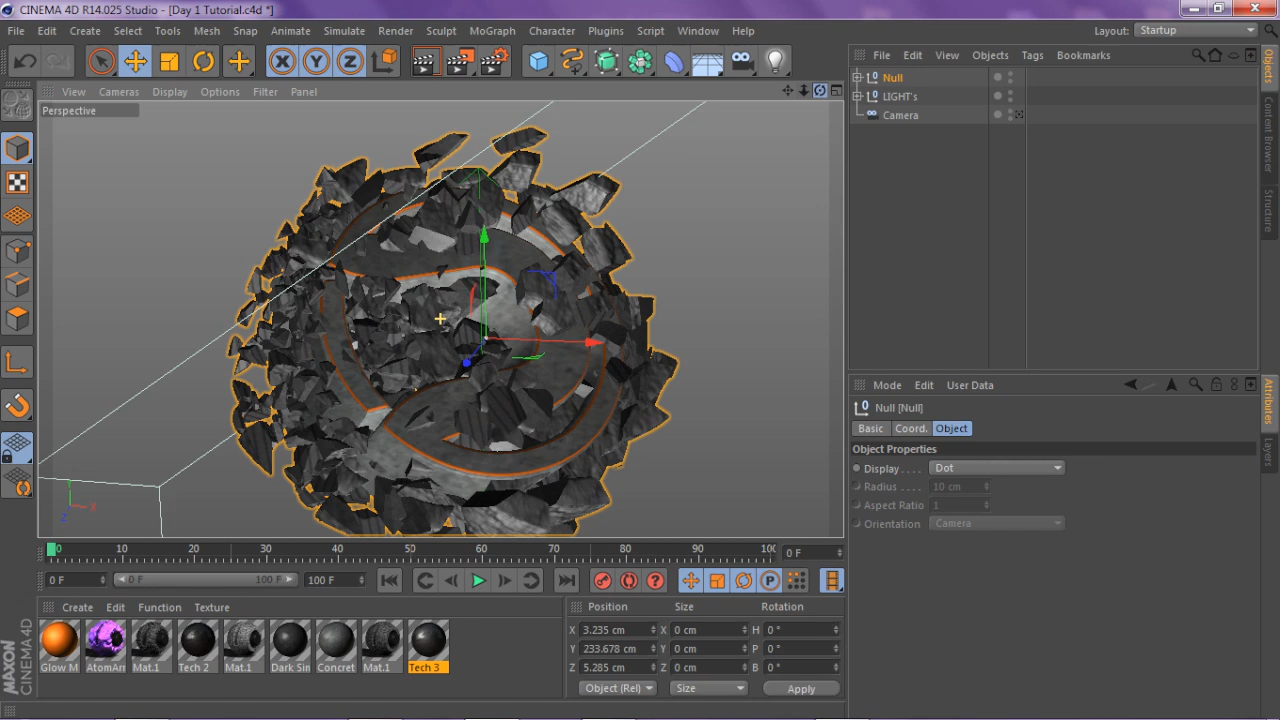 CINEMA 4D R14.025 Studio - [Day 1 Tutorial.c4d *]
File Edit Create Select Tools Mesh Snap Animate Simulate Render Sculpt MoGraph Character Plugins Script Window Help Layout: Startup
File Edit View Objects Tags Bookmarks
View Cameras Display Options Filter Panel
Perspective
Null
LIGHT's
Camera
Objects
Content Browser
Structure
Mode Edit User Data
Null [Null]
Basic Coord. Object
Object Properties
Display . . . . Dot
Radius . . . . 10 cm
Aspect Ratio 1
Orientation Camera
Attributes
Layers
Y
X
Z
0 10 20 30 40 50 60 70 80 90 100 0 F
0 F 0 F 100 F 100 F
Create Edit Function Texture
Glow M AtomArr Mat.1 Tech 2 Mat.1 Dark Sin Concret Mat.1 Tech 3
Position Size Rotation
X 3.235 cm X 0 cm H 0 °
Y 233.678 cm Y 0 cm P 0 °
Z 5.285 cm Z 0 cm B 0 °
Object (Rel) Size Apply
MAXON
CINEMA 4D